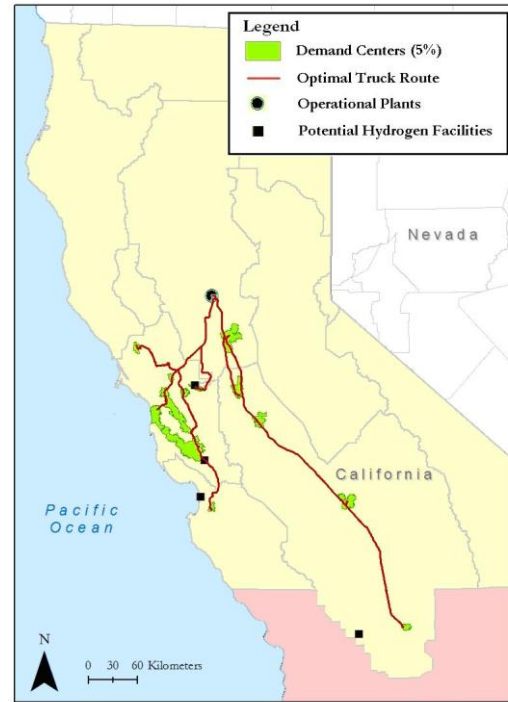 Legend
Demand Centers (5%)
Optimal Truck Route
Operational Plants
Potential Hydrogen Facilities
Nevada
California
Pacific
Ocean
N
0 30 60 Kilometers